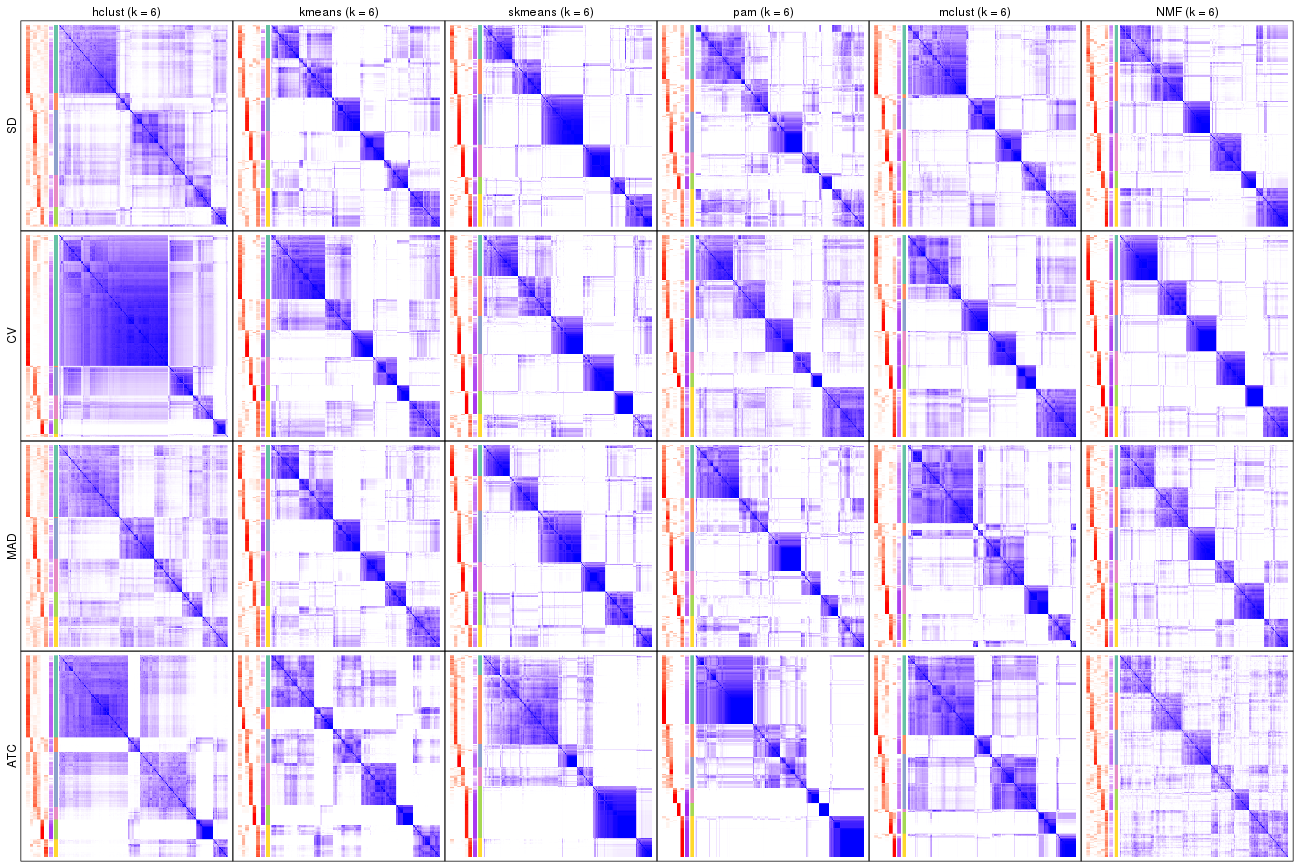 hclust (k = 6) kmeans (k = 6) skmeans (k = 6) pam (k = 6) mclust (k = 6) NMF (k = 6)
SD
CV
MAD
ATC